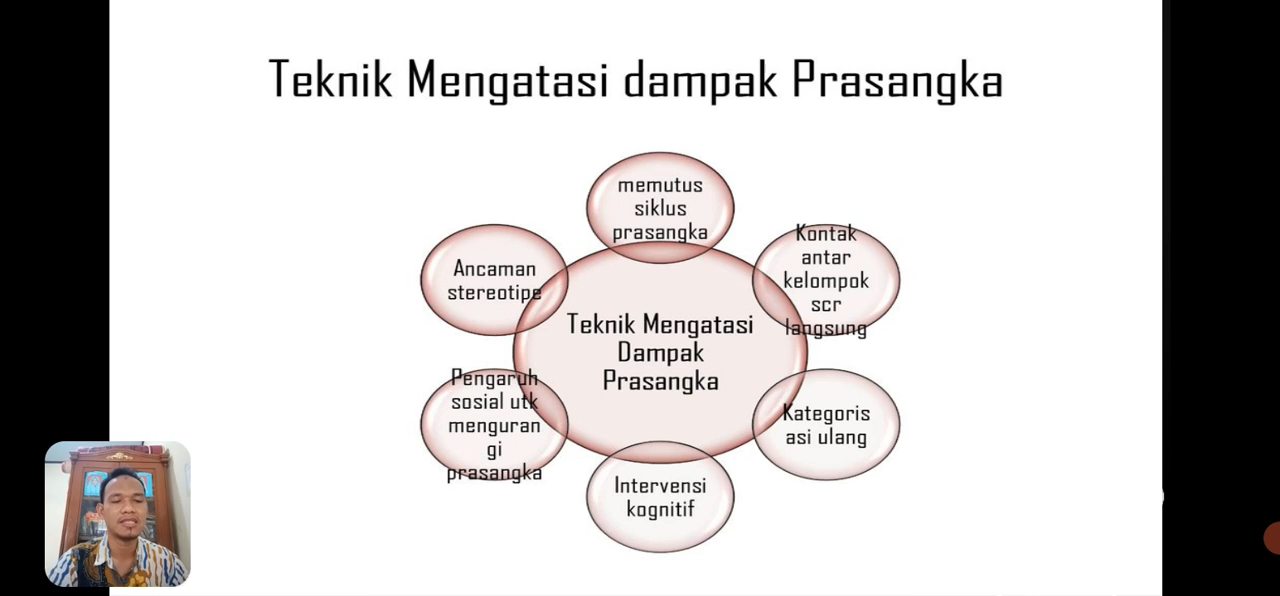 Teknik Mengatasi dampak Prasangka
memutus
siklus
prasangka
Kontak
antar
kelompok
scr
langsung
Kategoris
asi ulang
Intervensi
kognitif
Pengaruh
sosial utk
menguran
gi
prasangka
Ancaman
stereotipe
Teknik Mengatasi
Dampak
Prasangka